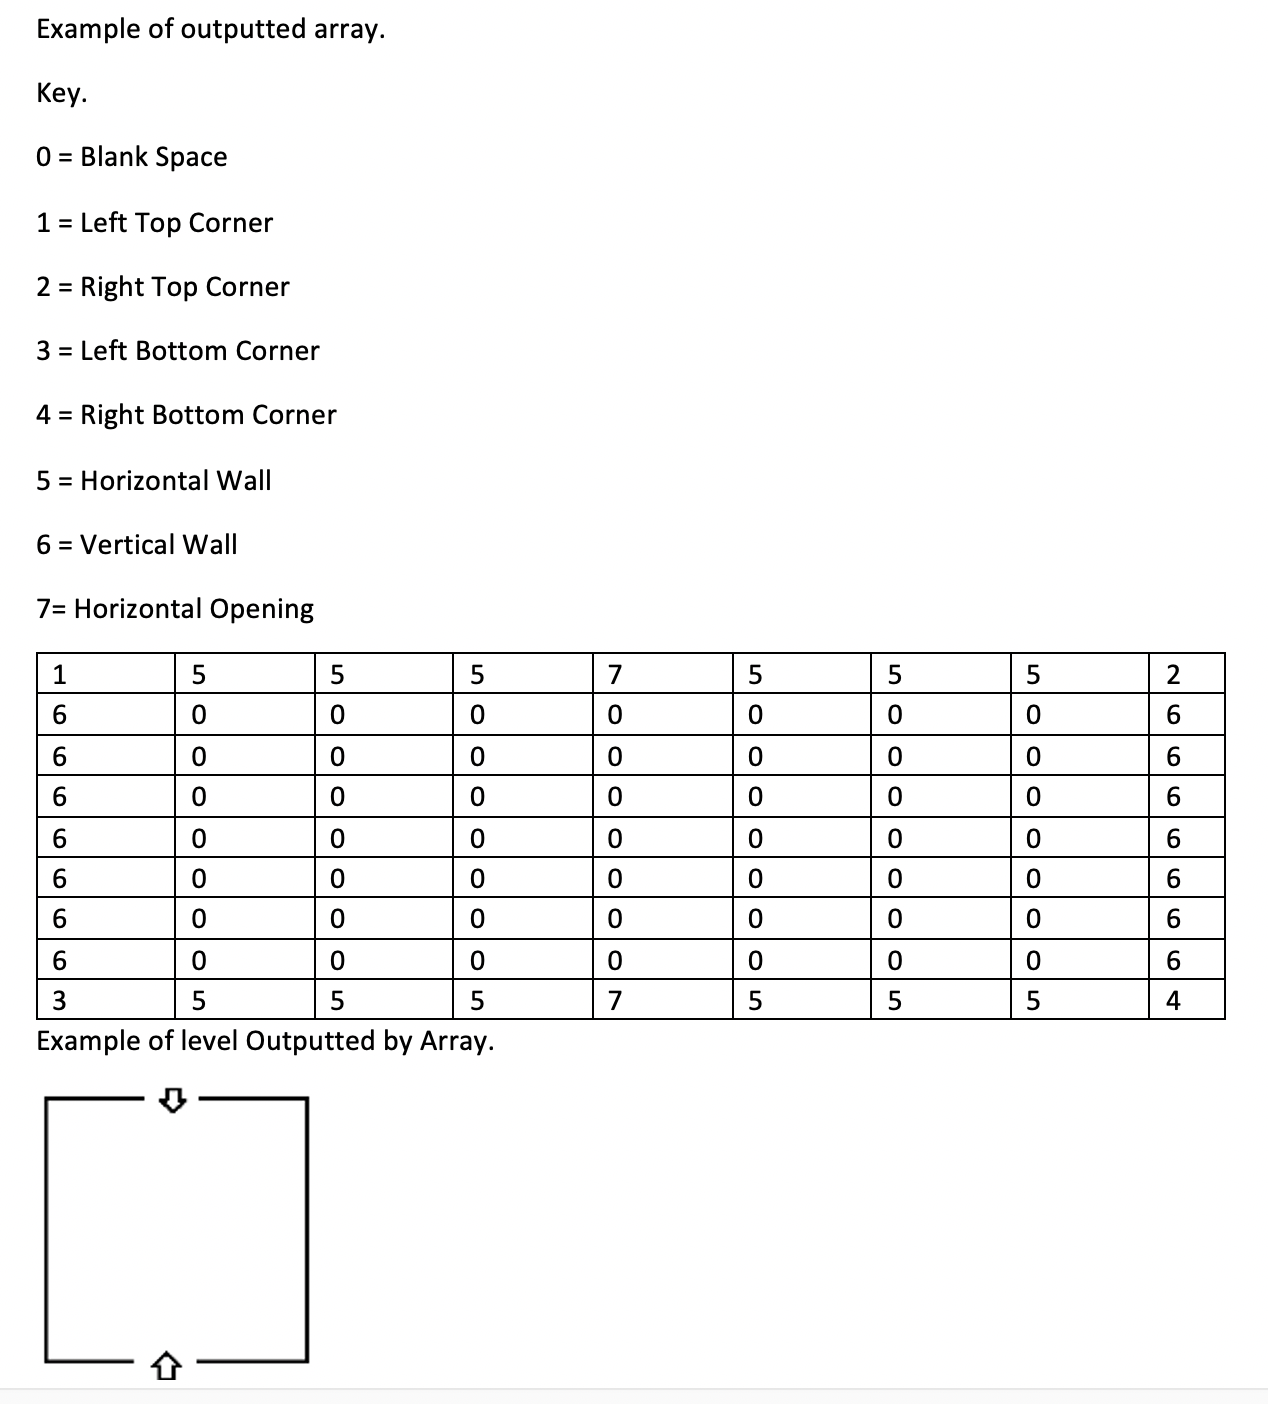 Example of outputted array.
Key.
0 = Blank Space
1 = Left Top Corner
2 = Right Top Corner
3 = Left Bottom Corner
4 = Right Bottom Corner
5 = Horizontal Wall
6 = Vertical Wall
7= Horizontal Opening
1 5 5 5 7 5 5 5 2
6 0 0 0 0 0 0 0 6
6 0 0 0 0 0 0 0 6
6 0 0 0 0 0 0 0 6
6 0 0 0 0 0 0 0 6
6 0 0 0 0 0 0 0 6
6 0 0 0 0 0 0 0 6
6 0 0 0 0 0 0 0 6
3 5 5 5 7 5 5 5 4
Example of level Outputted by Array.